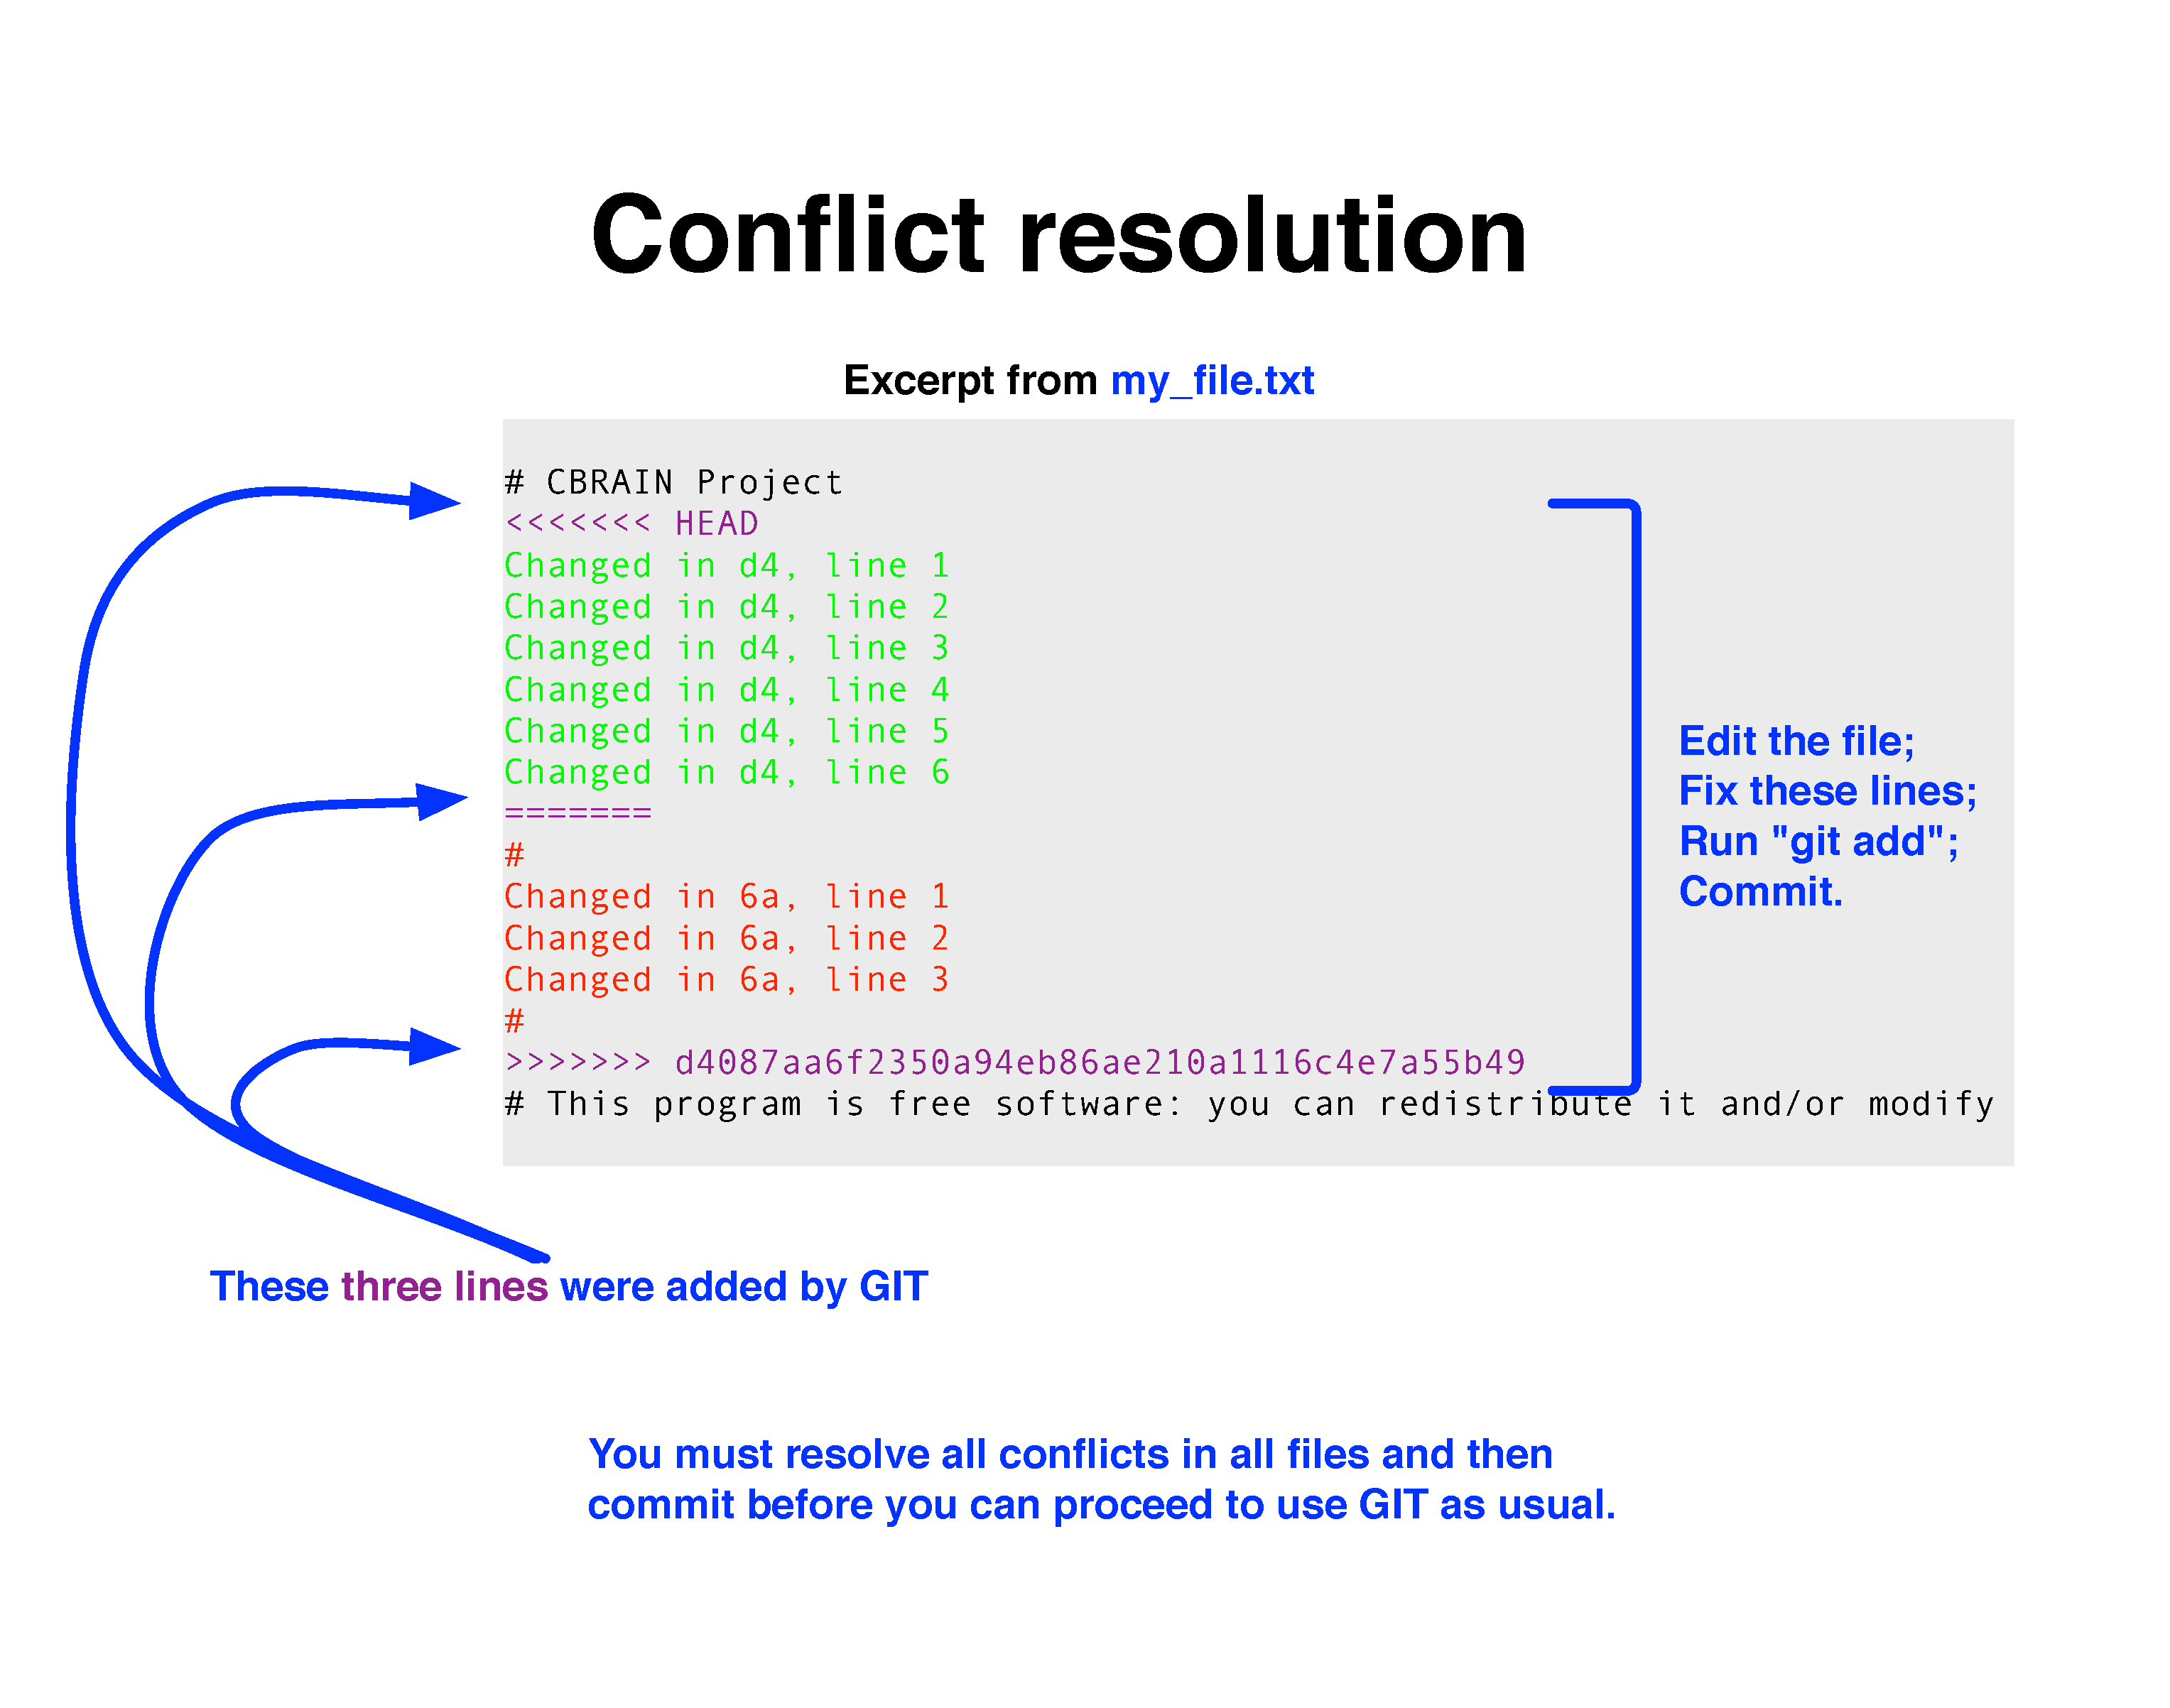 Conflict resolution
Excerpt from my_file.txt
# CBRAIN Project
<<<<<<< HEAD
Changed in d4, line 1
Changed in d4, line 2
Changed in d4, line 3
Changed in d4, line 4
Changed in d4, line 5
Changed in d4, line 6
=======
#
Changed in 6a, line 1
Changed in 6a, line 2
Changed in 6a, line 3
#
>>>>>>> d4087aa6f2350a94eb86ae210a1116c4e7a55b49
# This program is free software: you can redistribute it and/or modify
Edit the file;
Fix these lines;
Run "git add";
Commit.
These three lines were added by GIT
You must resolve all conflicts in all files and then
commit before you can proceed to use GIT as usual.